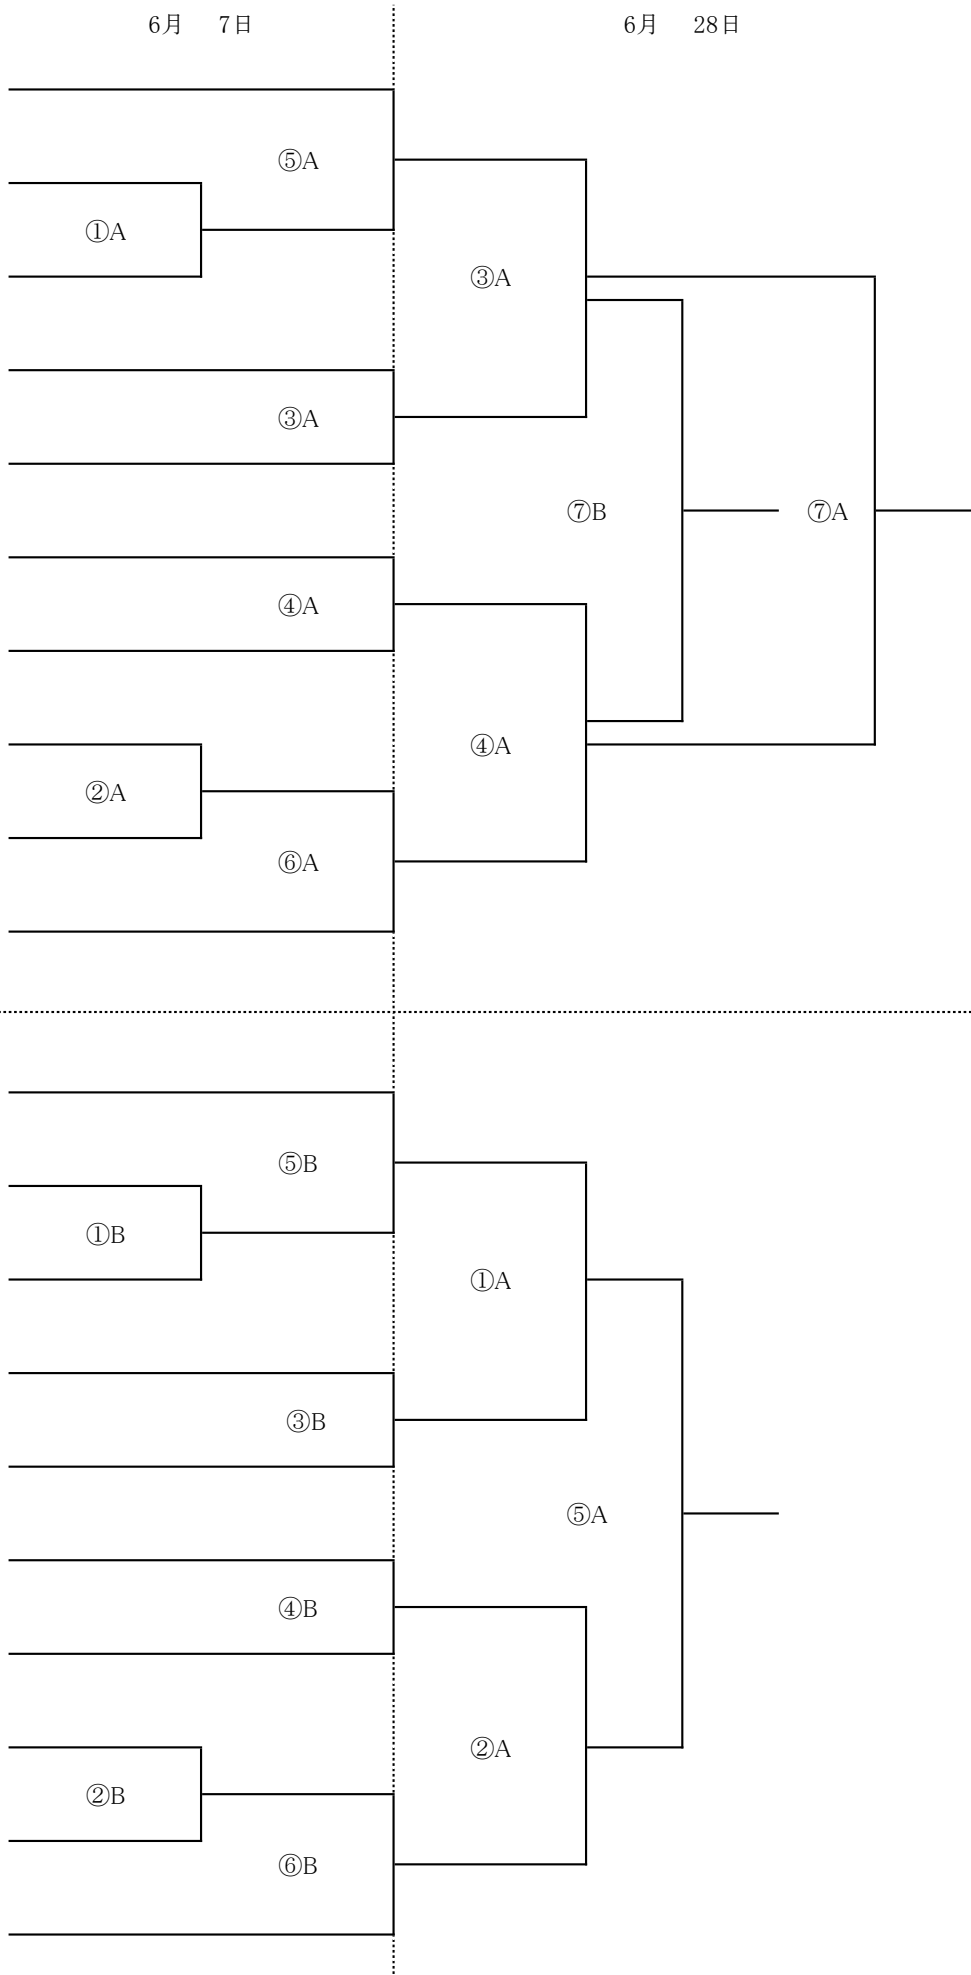 6月 7日 6月 28日
⑤A
①A
③A
③A
⑦B ⑦A
④A
④A
②A
⑥A
⑤B
①B
①A
③B
⑤A
④B
②A
②B
⑥B